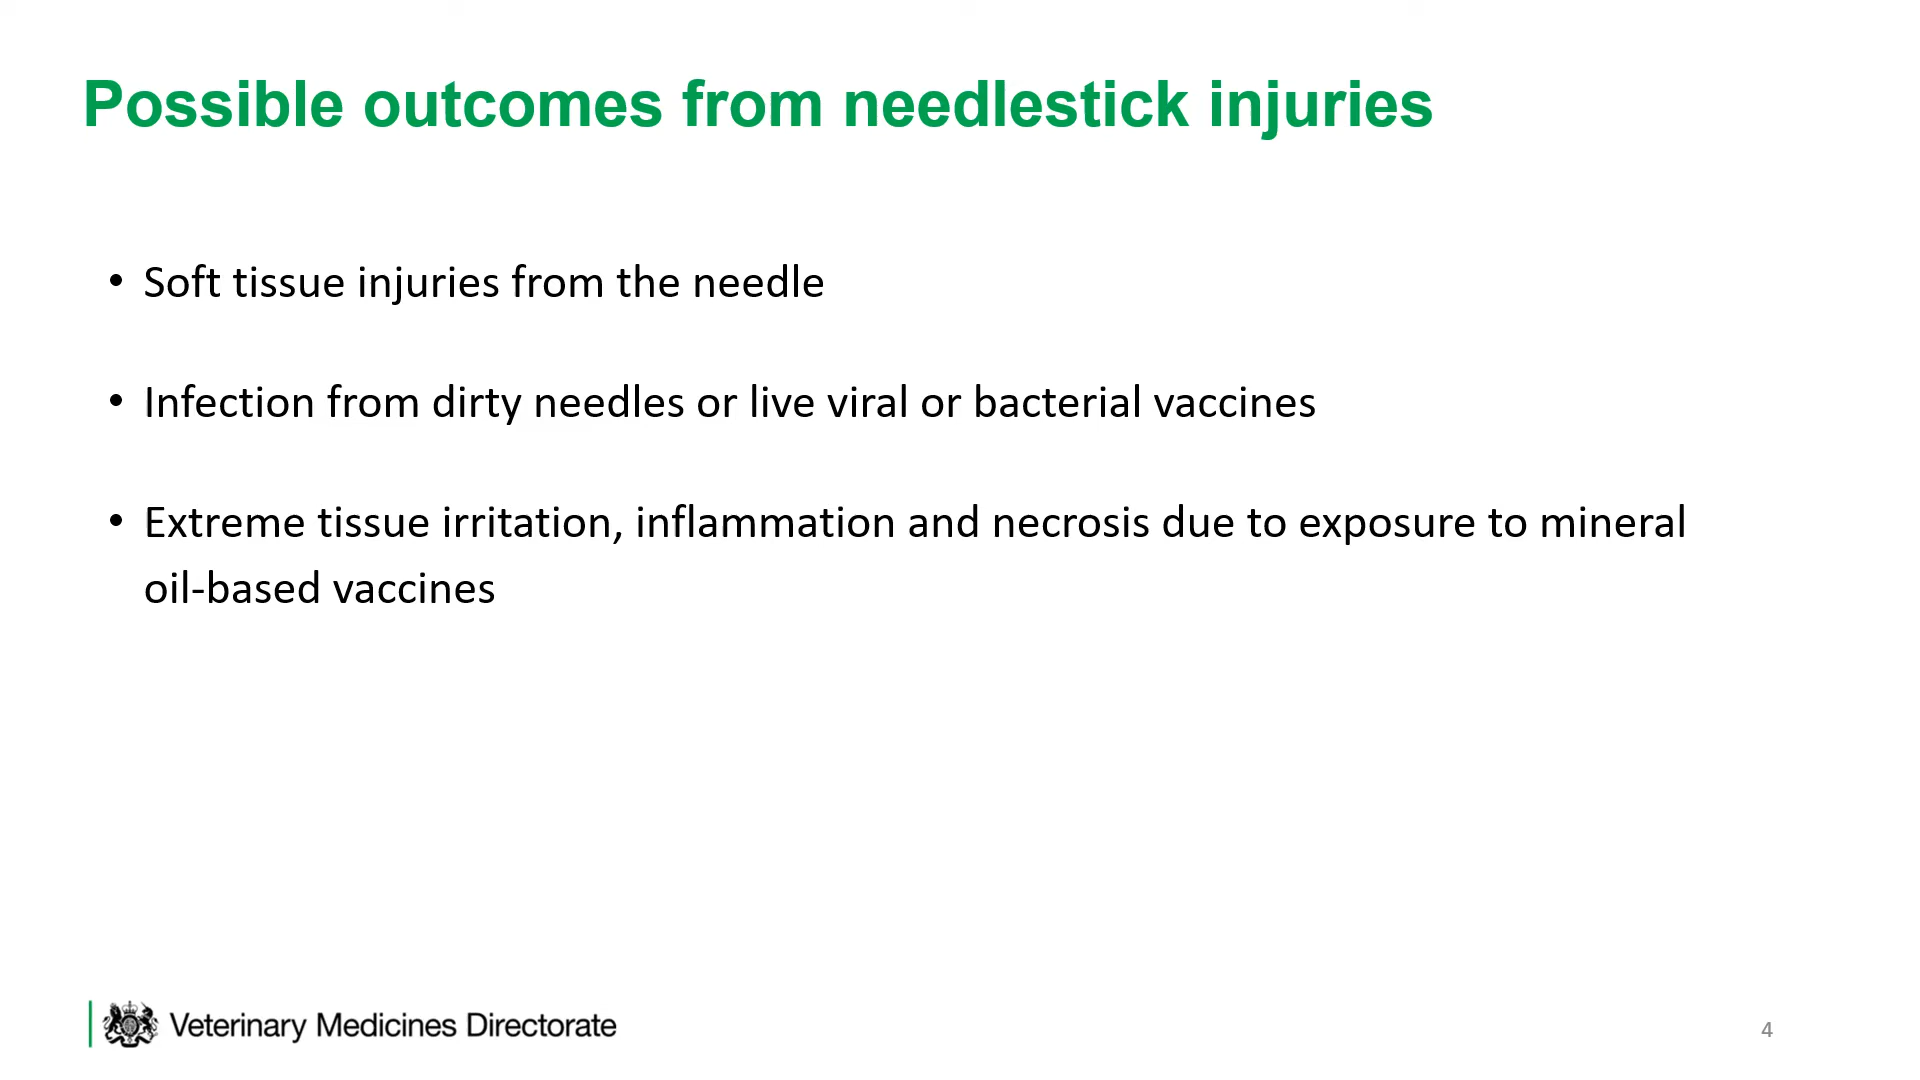 Possible outcomes from needlestick injuries
• Soft tissue injuries from the needle
• Infection from dirty needles or live viral or bacterial vaccines
• Extreme tissue irritation, inflammation and necrosis due to exposure to mineral
oil-based vaccines
Veterinary Medicines Directorate
4